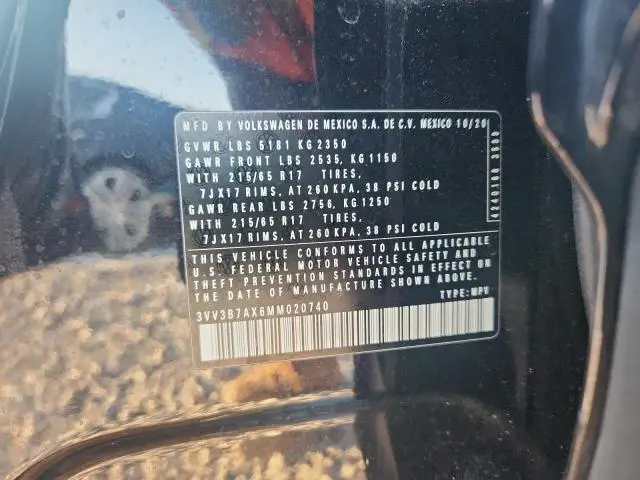 MFD BY VOLKSWAGEN DE MEXICO S.A. DE C.V. MEXICO 10/20
GVWR LBS 5181 KG 2350
GAWR FRONT LBS 2535, KG 1150
WITH 215/65 R17 TIRES,
7JX17 RIMS, AT 260 KPA, 38 PSI COLD
GAWR REAR LBS 2756, KG 1250
WITH 215/65 R17 TIRES,
7JX17 RIMS, AT 260 KPA, 38 PSI COLD
THIS VEHICLE CONFORMS TO ALL APPLICABLE
U.S. FEDERAL MOTOR VEHICLE SAFETY AND
THEFT PREVENTION STANDARDS IN EFFECT ON
THE DATE OF MANUFACTURE SHOWN ABOVE.
3VV3B7AX6MM020740 TYPE: MPV